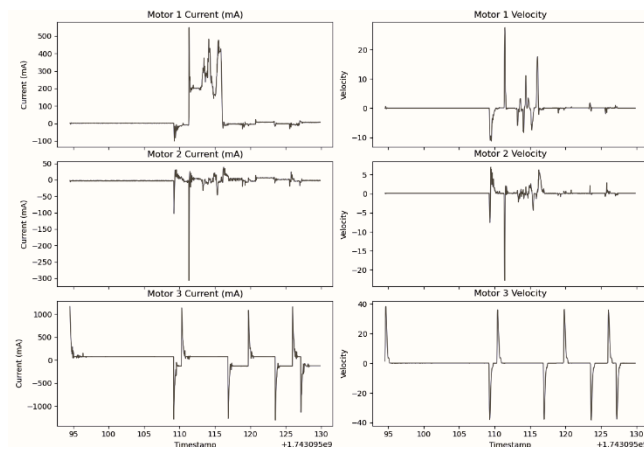 Motor 1 Current (mA)
Motor 1 Velocity
Current (mA)
500
400
300
200
100
0
−100
Velocity
20
10
0
−10
Motor 2 Current (mA)
Motor 2 Velocity
Current (mA)
50
0
−50
−100
−150
−200
−250
−300
Velocity
5
0
−5
−10
−15
−20
Motor 3 Current (mA)
Motor 3 Velocity
Current (mA)
1000
500
0
−500
−1000
Velocity
40
20
0
−20
−40
95 100 105 110 115 120 125 130
95 100 105 110 115 120 125 130
Timestamp
+1.743095e9
Timestamp
+1.743095e9